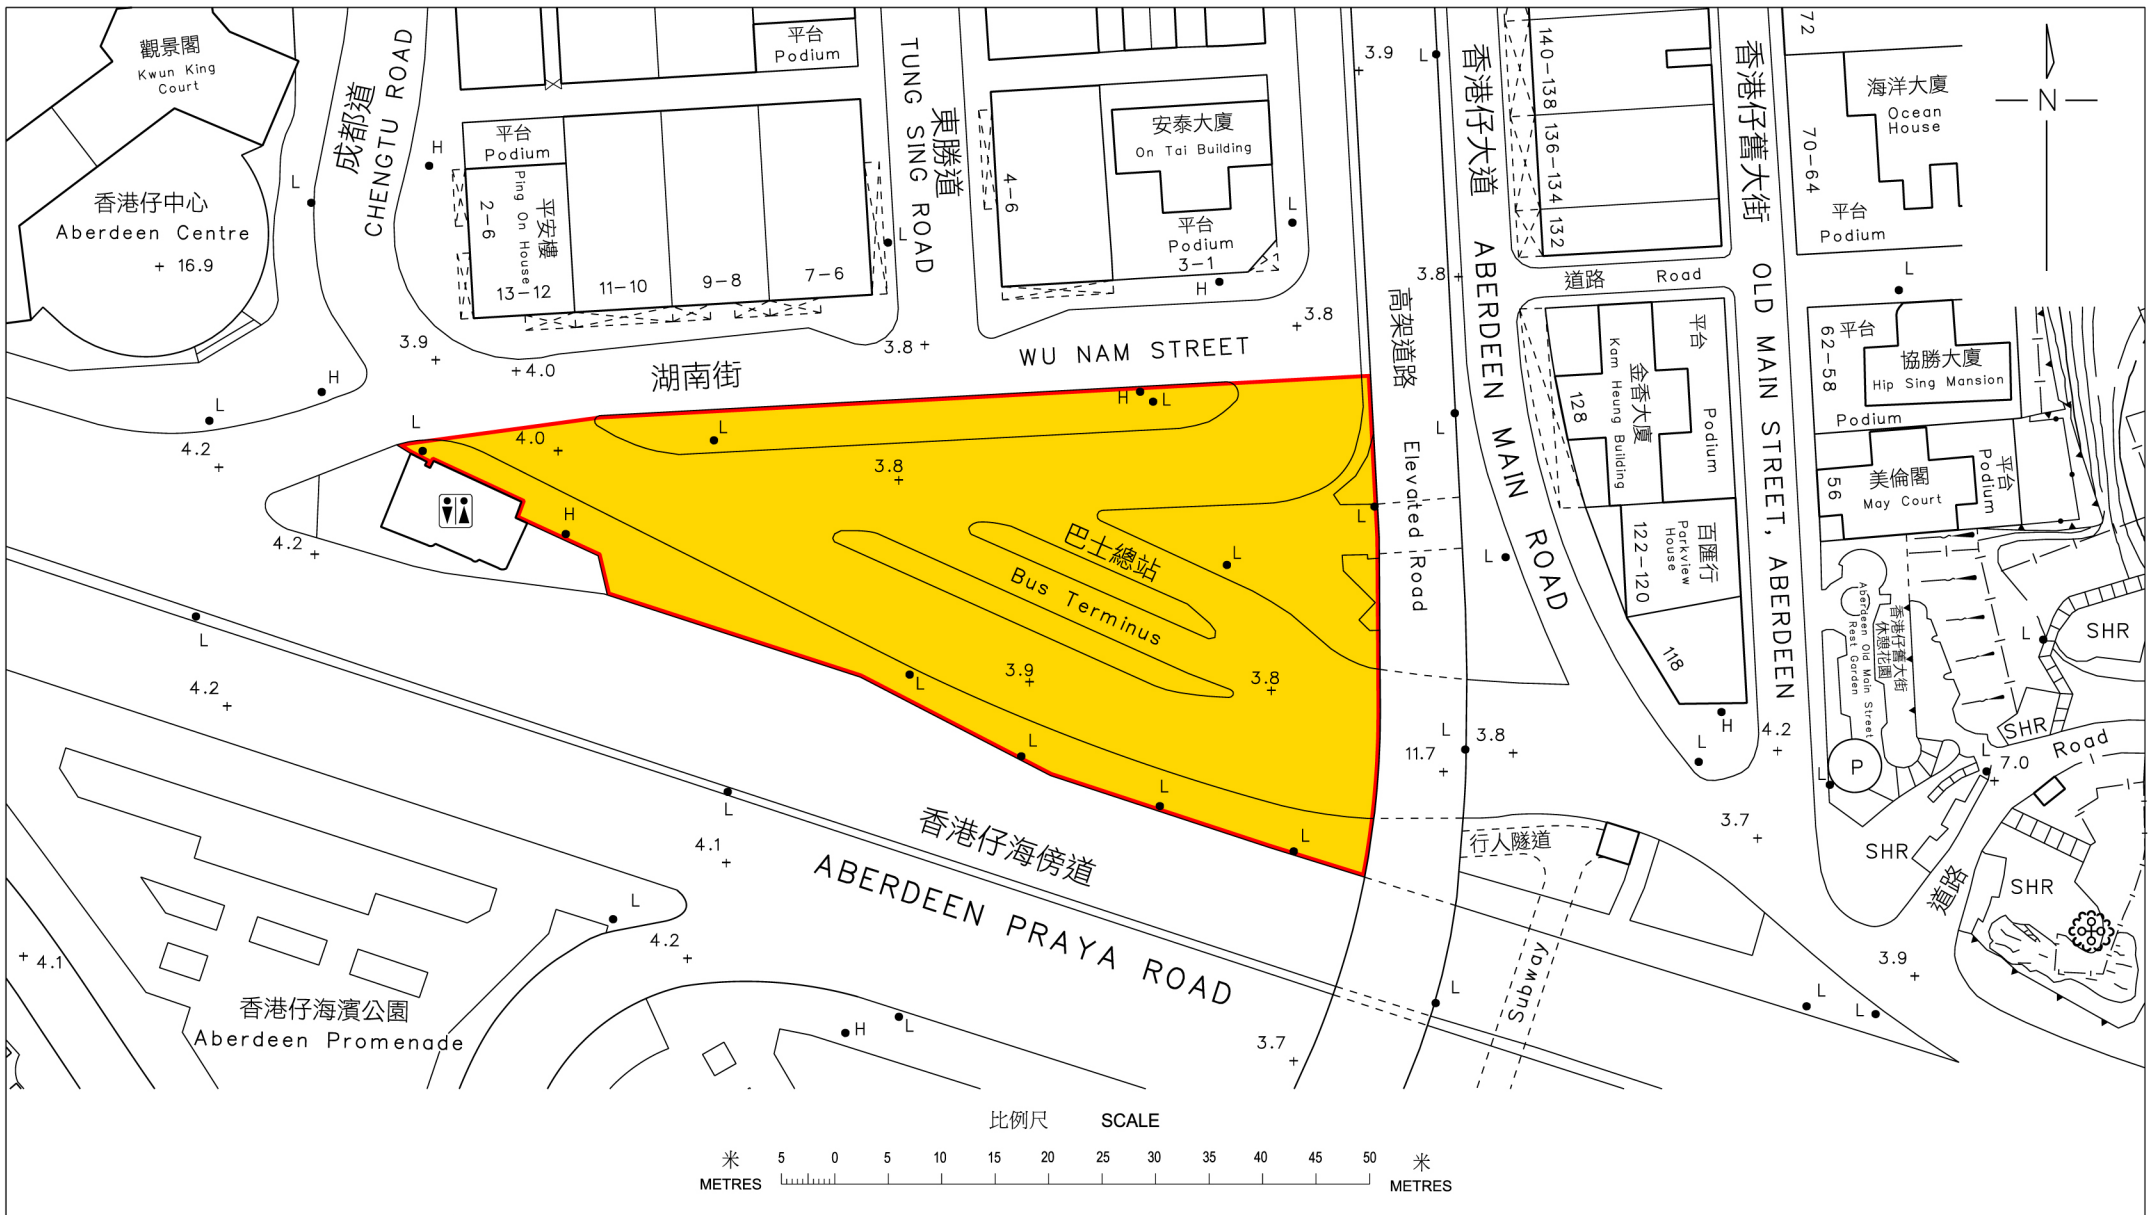 觀景閣
Kwun King
Court
香港仔中心
Aberdeen Centre
+ 16.9
成都道
CHENGTU ROAD
平台
Podium
平台
Podium
平安樓
Ping On House
2-6
13-12
11-10
9-8
7-6
TUNG SING ROAD
東勝道
4-6
安泰大廈
On Tai Building
平台
Podium
3-1
3.9
3.8
香港仔大道
ABERDEEN MAIN ROAD
140-138
136-134
132
道路 Road
香港仔舊大街
OLD MAIN STREET, ABERDEEN
72
海洋大廈
Ocean
House
70-64
平台
Podium
N
3.9
4.0
湖南街
WU NAM STREET
3.8
3.8
高架道路
Elevated Road
128
金香大廈
Kam Heung Building
平台
Podium
百匯行
Parkview
House
122-120
118
62-58
平台
協勝大廈
Hip Sing Mansion
Podium
56
美倫閣
May Court
平台
Podium
香港仔舊大街
休憩花園
Aberdeen Old Main Street
Rest Garden
P
SHR
SHR
Road
7.0
SHR
SHR
道路
4.2
3.7
3.9
4.2
4.2
4.2
4.0
3.8
巴士總站
Bus Terminus
3.9
3.8
11.7
3.8
香港仔海傍道
ABERDEEN PRAYA ROAD
4.1
4.2
4.1
3.7
行人隧道
Subway
香港仔海濱公園
Aberdeen Promenade
比例尺 SCALE
米 5 0 5 10 15 20 25 30 35 40 45 50 米
METRES METRES